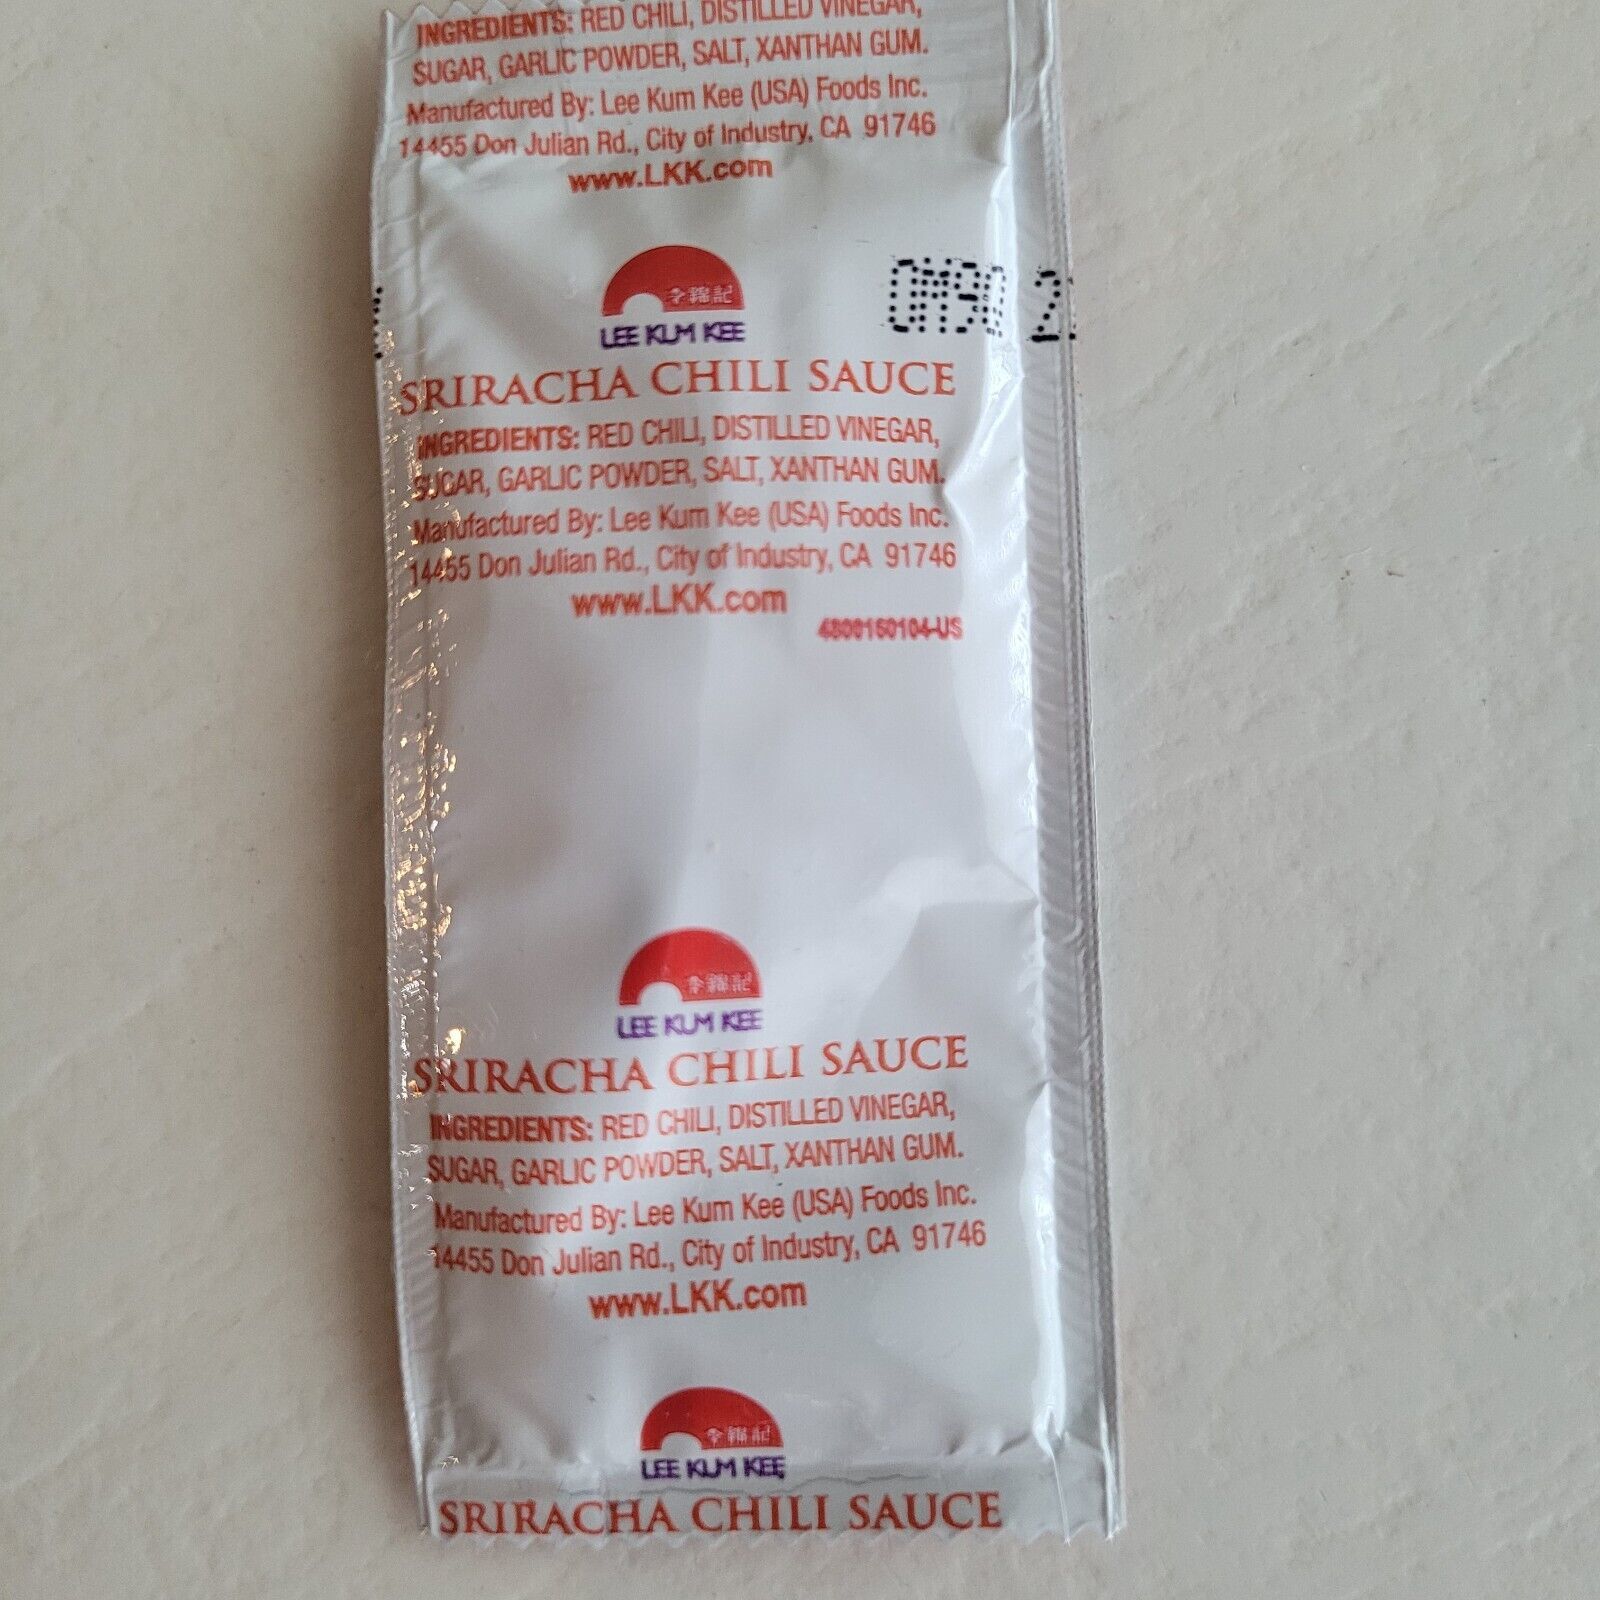 INGREDIENTS: RED CHILI, DISTILLED VINEGAR,
SUGAR, GARLIC POWDER, SALT, XANTHAN GUM.
Manufactured By: Lee Kum Kee (USA) Foods Inc.
14455 Don Julian Rd., City of Industry, CA 91746
www.LKK.com
李錦記
LEE KUM KEE
SRIRACHA CHILI SAUCE
INGREDIENTS: RED CHILI, DISTILLED VINEGAR,
SUGAR, GARLIC POWDER, SALT, XANTHAN GUM.
Manufactured By: Lee Kum Kee (USA) Foods Inc.
14455 Don Julian Rd., City of Industry, CA 91746
www.LKK.com
4800160104-US
李錦記
LEE KUM KEE
SRIRACHA CHILI SAUCE
INGREDIENTS: RED CHILI, DISTILLED VINEGAR,
SUGAR, GARLIC POWDER, SALT, XANTHAN GUM.
Manufactured By: Lee Kum Kee (USA) Foods Inc.
14455 Don Julian Rd., City of Industry, CA 91746
www.LKK.com
李錦記
LEE KUM KEE
SRIRACHA CHILI SAUCE